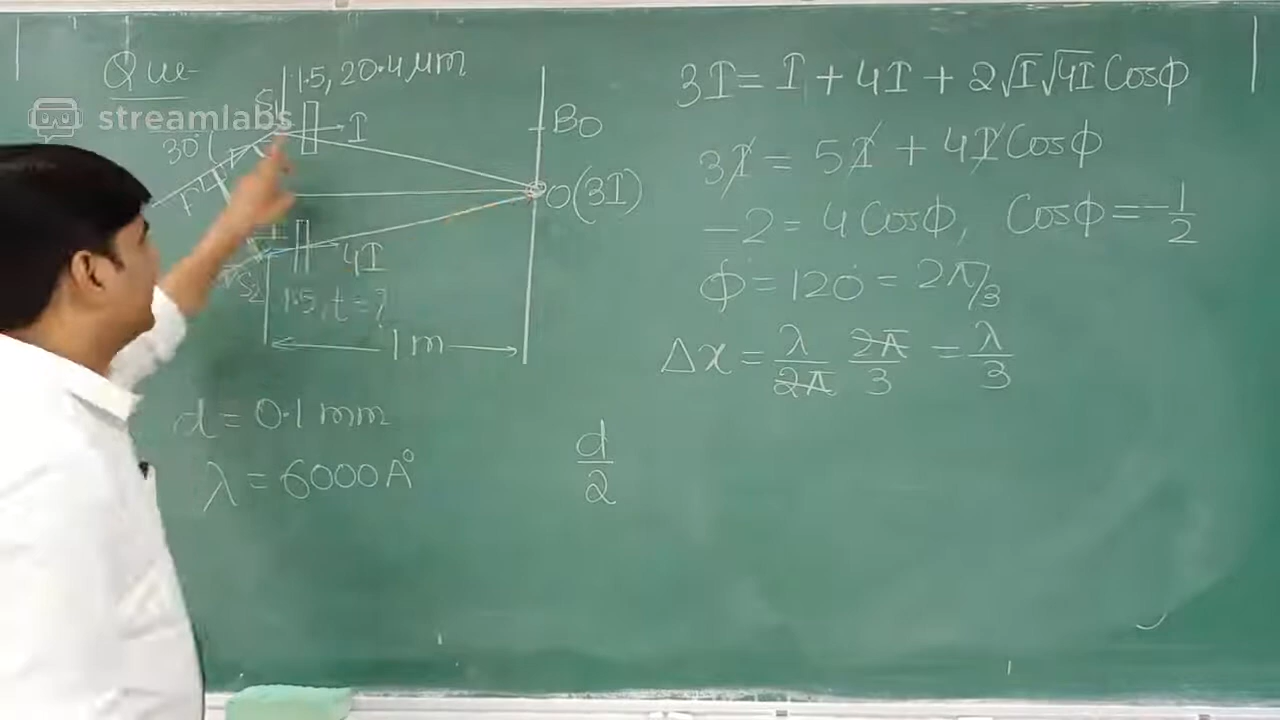 Que-
1.5, 20.4 μm
streamlabs
S1
I
B0
30°
O(3I)
4I
S2
1.5, t = ?
1 m
d = 0.1 mm
λ = 6000 A°
3I = I + 4I + 2√I √4I Cosφ
3I = 5I + 4I Cosφ
-2 = 4 Cosφ, Cosφ = -1/2
φ = 120° = 2π/3
Δx = λ/2π 2π/3 = λ/3
d/2